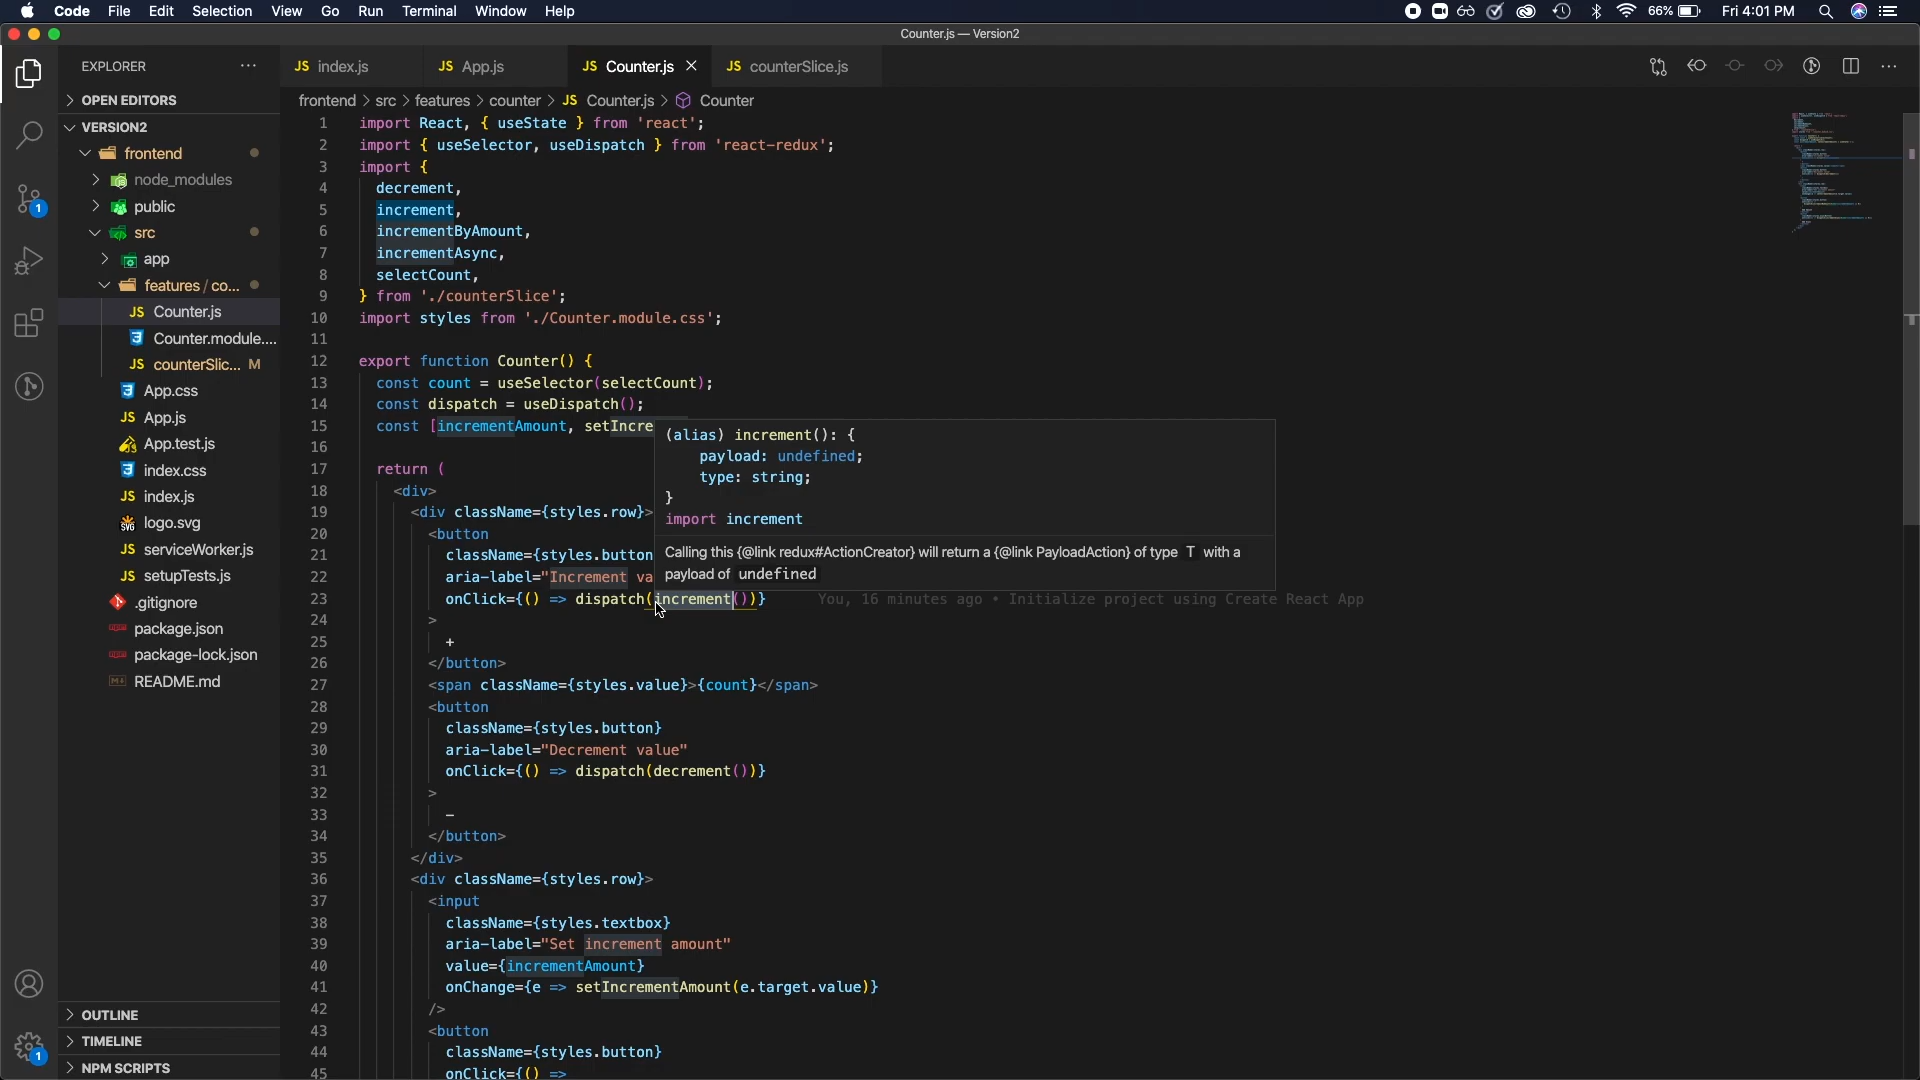 Code File Edit Selection View Go Run Terminal Window Help
66% Fri 4:01 PM
Counter.js — Version2
EXPLORER
JS index.js
JS App.js
JS Counter.js
JS counterSlice.js
OPEN EDITORS
VERSION2
frontend
node_modules
public
src
app
features / co...
JS Counter.js
Counter.module....
JS counterSlic... M
App.css
JS App.js
App.test.js
index.css
JS index.js
SVG logo.svg
JS serviceWorker.js
JS setupTests.js
.gitignore
package.json
package-lock.json
README.md
OUTLINE
TIMELINE
NPM SCRIPTS
1
1
frontend > src > features > counter > JS Counter.js > Counter
1 import React, { useState } from 'react';
2 import { useSelector, useDispatch } from 'react-redux';
3 import {
4 decrement,
5 increment,
6 incrementByAmount,
7 incrementAsync,
8 selectCount,
9 } from './counterSlice';
10 import styles from './Counter.module.css';
11
12 export function Counter() {
13 const count = useSelector(selectCount);
14 const dispatch = useDispatch();
15 const [incrementAmount, setIncre
16
17 return (
18 <div>
19 <div className={styles.row}>
20 <button
21 className={styles.button
22 aria-label="Increment va
23 onClick={() => dispatch(increment())} You, 16 minutes ago • Initialize project using Create React App
24 >
25 +
26 </button>
27 <span className={styles.value}>{count}</span>
28 <button
29 className={styles.button}
30 aria-label="Decrement value"
31 onClick={() => dispatch(decrement())}
32 >
33 -
34 </button>
35 </div>
36 <div className={styles.row}>
37 <input
38 className={styles.textbox}
39 aria-label="Set increment amount"
40 value={incrementAmount}
41 onChange={e => setIncrementAmount(e.target.value)}
42 />
43 <button
44 className={styles.button}
45 onClick={() =>
(alias) increment(): {
payload: undefined;
type: string;
}
import increment
Calling this {@link redux#ActionCreator} will return a {@link PayloadAction} of type T with a
payload of undefined